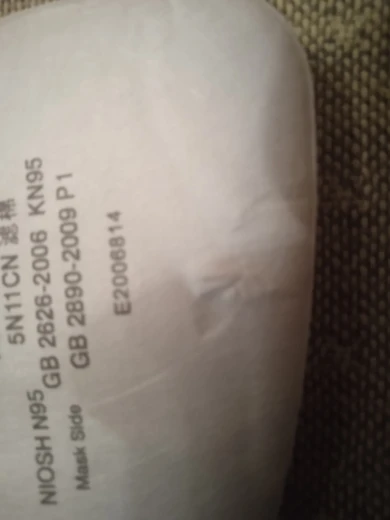 5N11CN 滤棉
NIOSH N95 GB 2626-2006 KN95
Mask Side GB 2890-2009 P1
E2006814